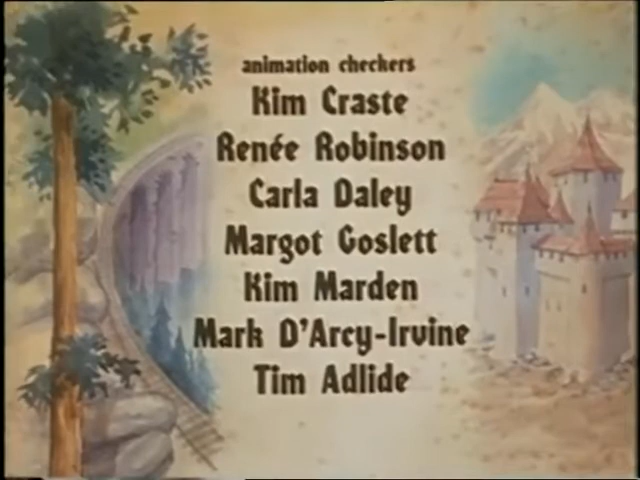 animation checkers
Kim Craste
Renée Robinson
Carla Daley
Margot Goslett
Kim Marden
Mark D'Arcy-Irvine
Tim Adlide